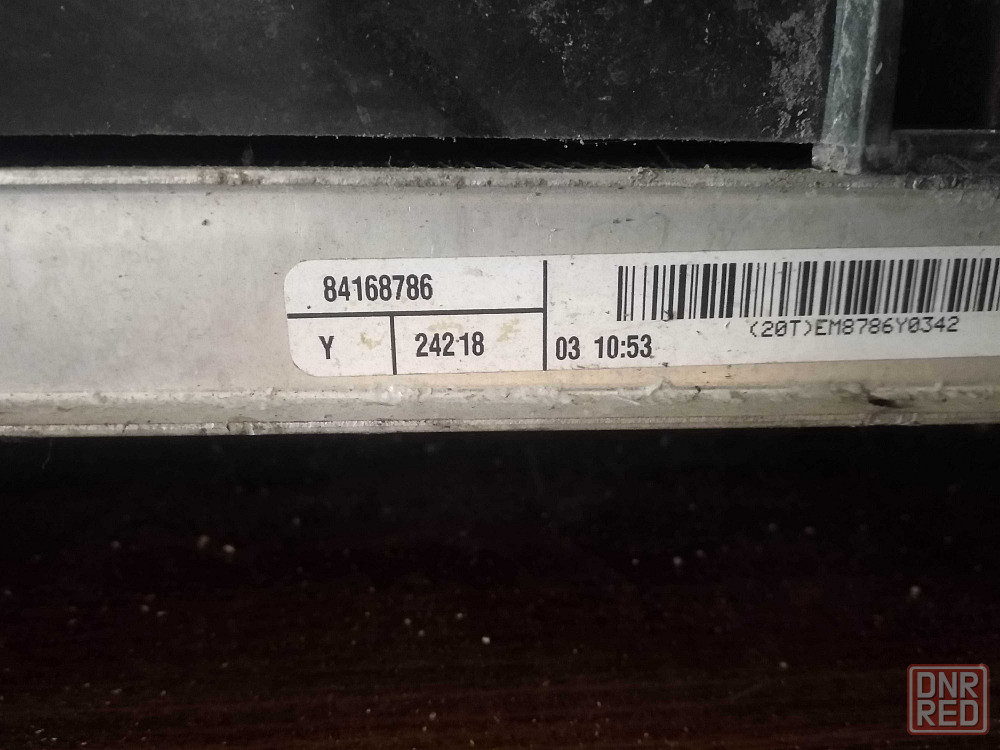 84168786
Y 24218 03 10:53
(20T)EM8786Y0342
DNR
RED